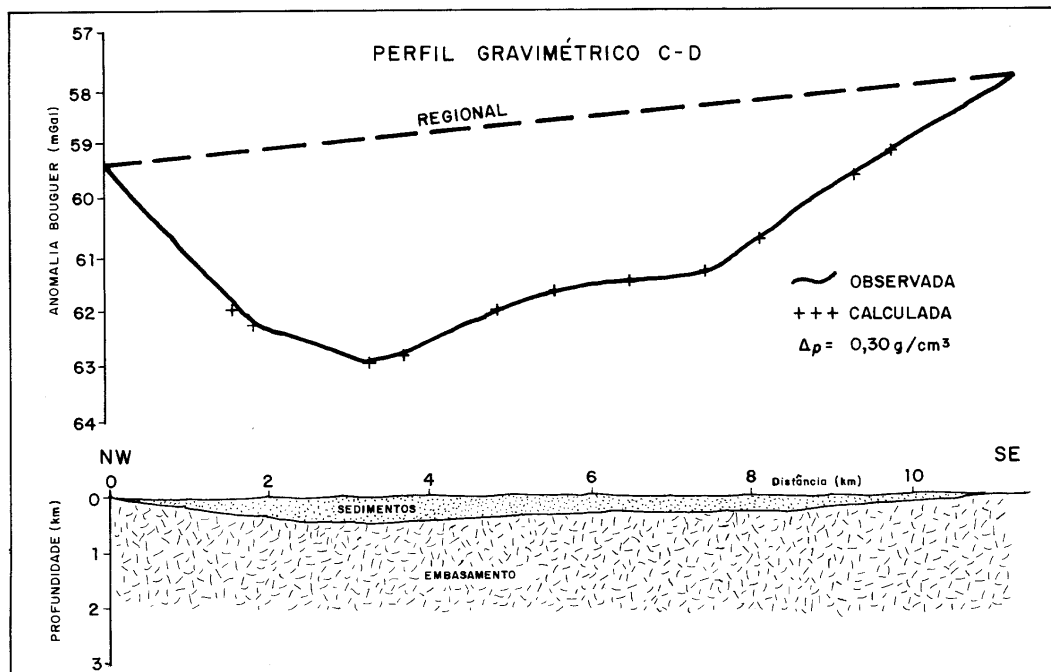 PERFIL GRAVIMÉTRICO C-D
ANOMALIA BOUGUER (mGal)
57
58
59
60
61
62
63
64
REGIONAL
OBSERVADA
+++ CALCULADA
Δρ = 0,30 g/cm³
NW
SE
0
2
4
6
8
10
Distância (km)
PROFUNDIDADE (km)
0
1
2
3
SEDIMENTOS
EMBASAMENTO